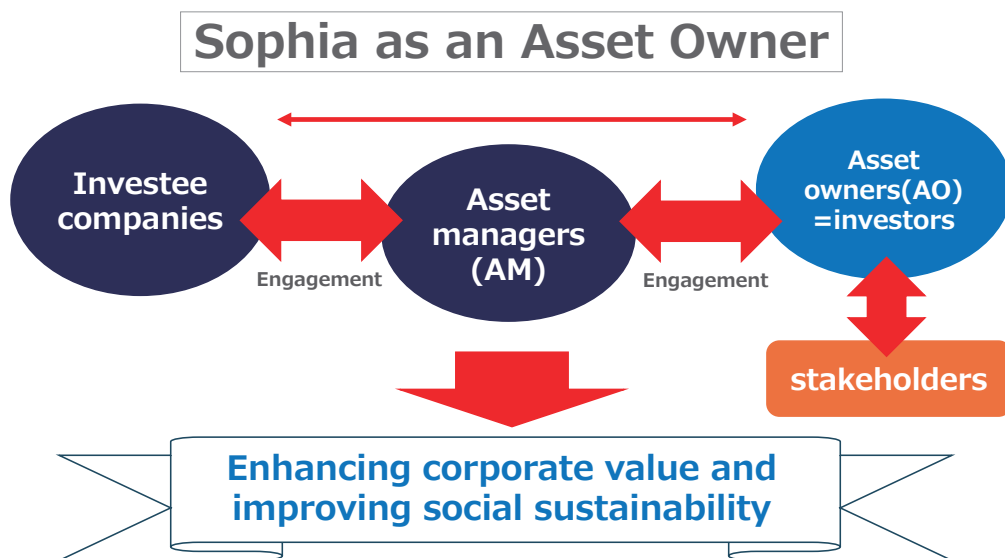 Sophia as an Asset Owner
Investee
companies
Engagement
Asset
managers
(AM)
Engagement
Asset
owners(AO)
=investors
stakeholders
Enhancing corporate value and
improving social sustainability